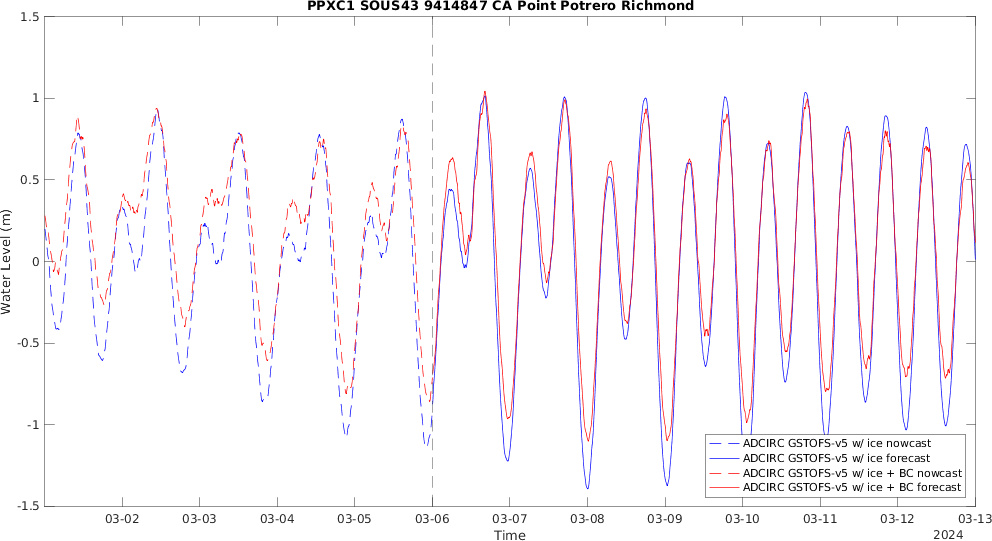 PPXC1 SOUS43 9414847 CA Point Potrero Richmond
1.5
1
0.5
0
-0.5
-1
-1.5
Water Level (m)
ADCIRC GSTOFS-v5 w/ ice nowcast
ADCIRC GSTOFS-v5 w/ ice forecast
ADCIRC GSTOFS-v5 w/ ice + BC nowcast
ADCIRC GSTOFS-v5 w/ ice + BC forecast
03-02 03-03 03-04 03-05 03-06 03-07 03-08 03-09 03-10 03-11 03-12 03-13
Time
2024